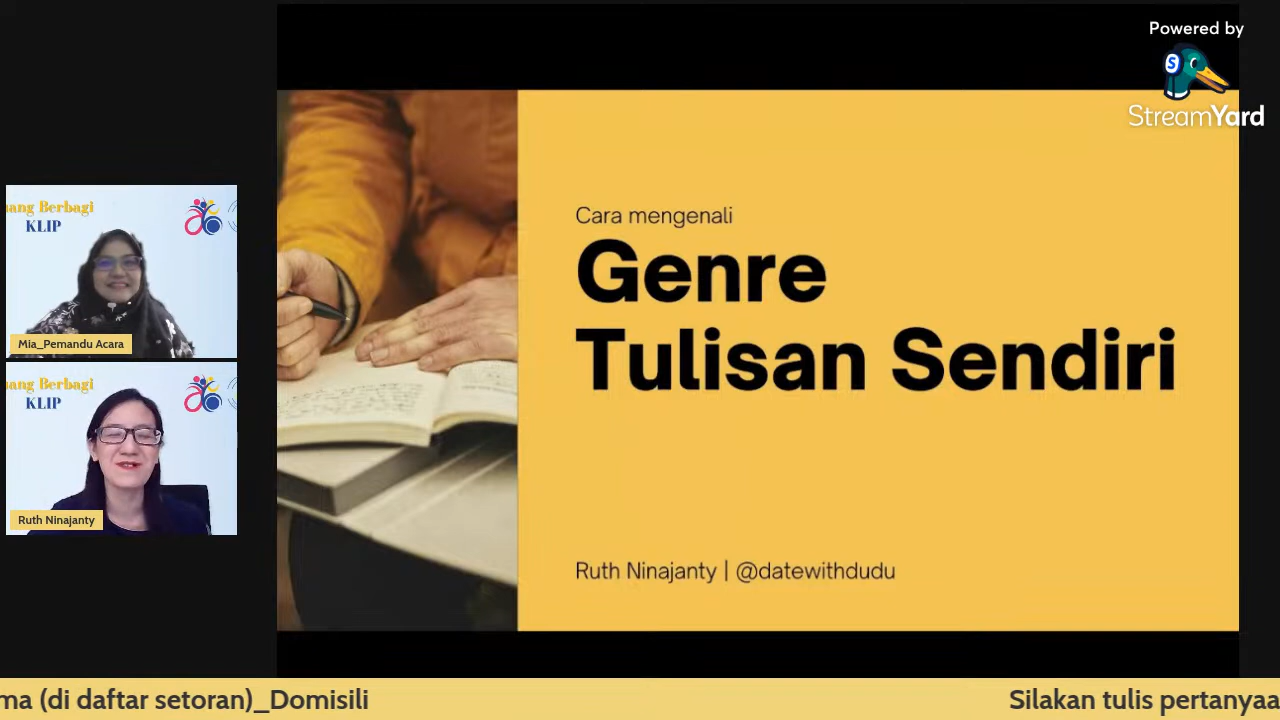 Powered by
StreamYard
ang Berbagi
KLIP
Mia_Pemandu Acara
ang Berbagi
KLIP
Ruth Ninajanty
Cara mengenali
Genre
Tulisan Sendiri
Ruth Ninajanty | @datewithdudu
ma (di daftar setoran)_Domisili
Silakan tulis pertanyaa